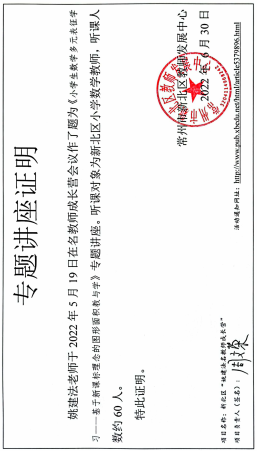 专题讲座证明
姚建法老师于 2022 年 5 月 19 日在名教师成长营会议作了题为《小学生数学多元表征学
习——基于新课标理念的图形面积教与学》专题讲座。听课对象为新北区小学数学教师,听课人
数约 60 人。
特此证明。
常州市新北区教师发展中心
2022 年 6 月 30 日
项目名称:新北区“姚建法名教师成长营”
项目负责人(签名):
活动通知网址:http://www.pub.xbedu.net/html/article5379886.html